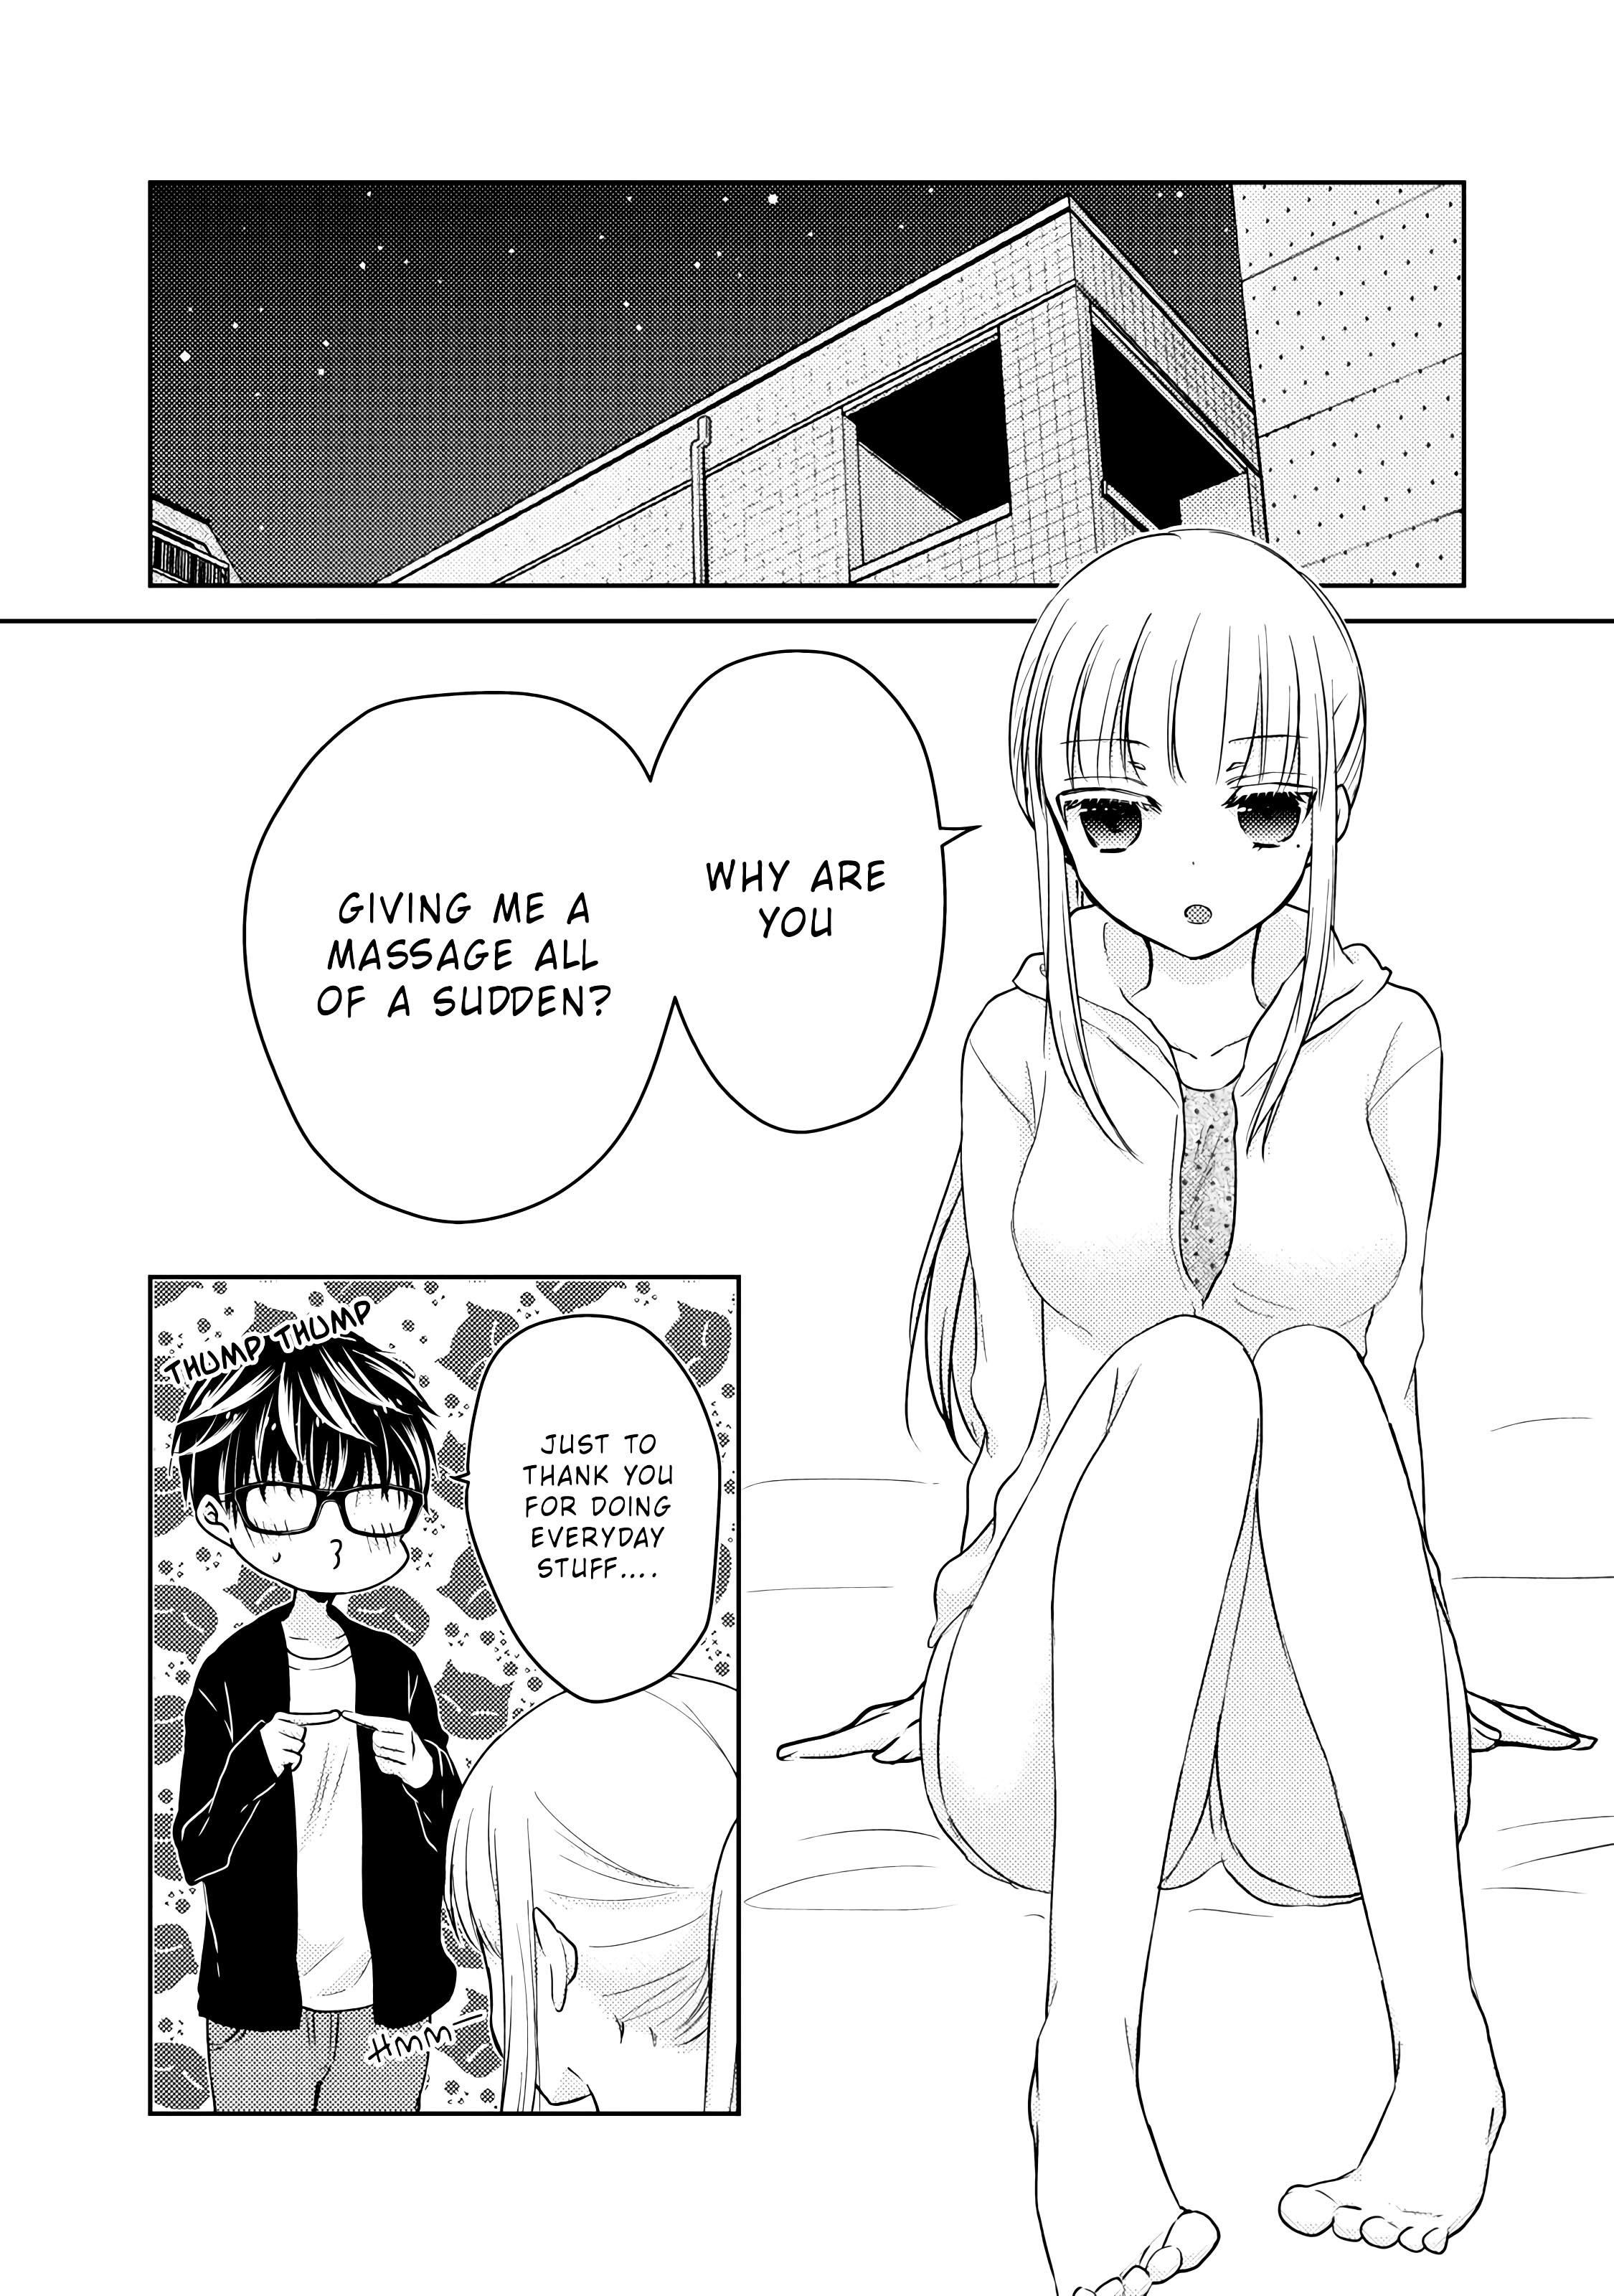 WHY ARE
YOU
GIVING ME A
MASSAGE ALL
OF A SUDDEN?
THUMP THUMP
JUST TO
THANK YOU
FOR DOING
EVERYDAY
STUFF....
HMM—